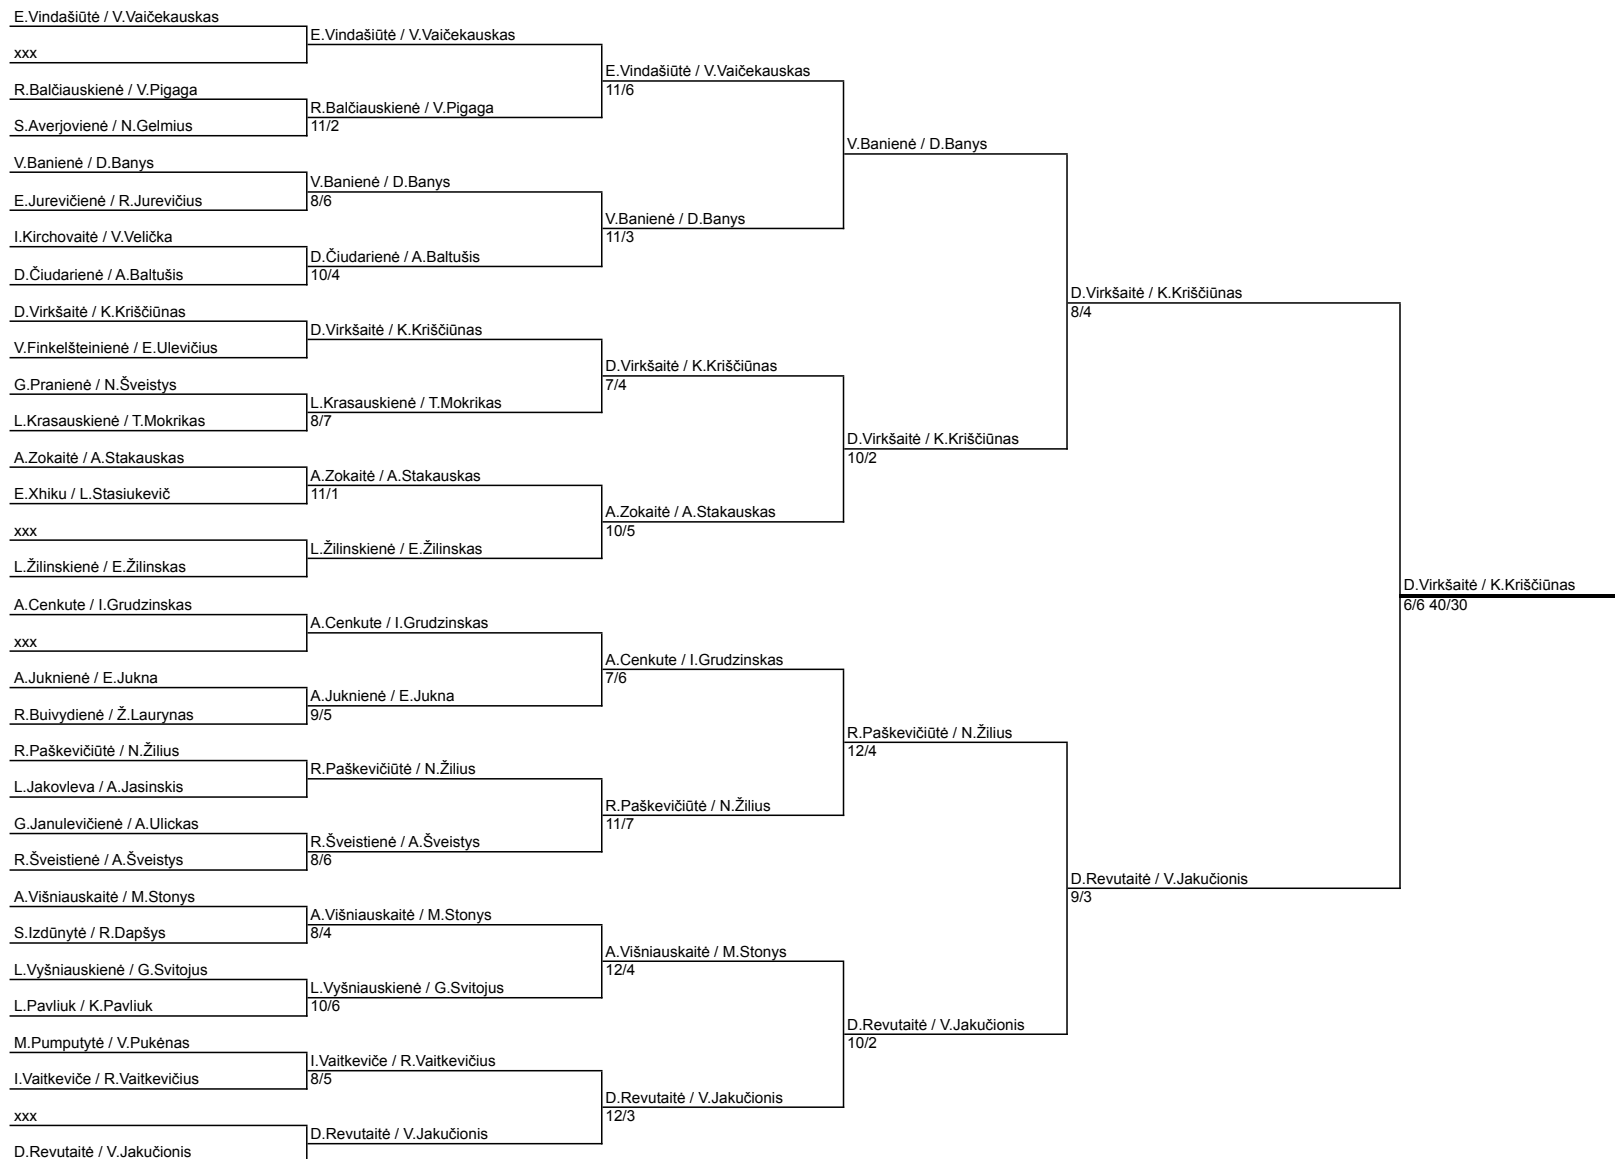 E.Vindašiūtė / V.Vaičekauskas
xxx
R.Balčiauskienė / V.Pigaga
S.Averjovienė / N.Gelmius
V.Banienė / D.Banys
E.Jurevičienė / R.Jurevičius
I.Kirchovaitė / V.Velička
D.Čiudarienė / A.Baltušis
D.Virkšaitė / K.Kriščiūnas
V.Finkelšteinienė / E.Ulevičius
G.Pranienė / N.Šveistys
L.Krasauskienė / T.Mokrikas
A.Zokaitė / A.Stakauskas
E.Xhiku / L.Stasiukevič
xxx
L.Žilinskienė / E.Žilinskas
A.Cenkute / I.Grudzinskas
xxx
A.Juknienė / E.Jukna
R.Buivydienė / Ž.Laurynas
R.Paškevičiūtė / N.Žilius
L.Jakovleva / A.Jasinskis
G.Janulevičienė / A.Ulickas
R.Šveistienė / A.Šveistys
A.Višniauskaitė / M.Stonys
S.Izdūnytė / R.Dapšys
L.Vyšniauskienė / G.Svitojus
L.Pavliuk / K.Pavliuk
M.Pumputytė / V.Pukėnas
I.Vaitkeviče / R.Vaitkevičius
xxx
D.Revutaitė / V.Jakučionis
E.Vindašiūtė / V.Vaičekauskas
R.Balčiauskienė / V.Pigaga
11/2
V.Banienė / D.Banys
8/6
D.Čiudarienė / A.Baltušis
10/4
D.Virkšaitė / K.Kriščiūnas
L.Krasauskienė / T.Mokrikas
8/7
A.Zokaitė / A.Stakauskas
11/1
L.Žilinskienė / E.Žilinskas
A.Cenkute / I.Grudzinskas
A.Juknienė / E.Jukna
9/5
R.Paškevičiūtė / N.Žilius
R.Šveistienė / A.Šveistys
8/6
A.Višniauskaitė / M.Stonys
8/4
L.Vyšniauskienė / G.Svitojus
10/6
I.Vaitkeviče / R.Vaitkevičius
8/5
D.Revutaitė / V.Jakučionis
E.Vindašiūtė / V.Vaičekauskas
11/6
V.Banienė / D.Banys
11/3
D.Virkšaitė / K.Kriščiūnas
7/4
A.Zokaitė / A.Stakauskas
10/5
A.Cenkute / I.Grudzinskas
7/6
R.Paškevičiūtė / N.Žilius
11/7
A.Višniauskaitė / M.Stonys
12/4
D.Revutaitė / V.Jakučionis
12/3
V.Banienė / D.Banys
D.Virkšaitė / K.Kriščiūnas
10/2
R.Paškevičiūtė / N.Žilius
12/4
D.Revutaitė / V.Jakučionis
10/2
D.Virkšaitė / K.Kriščiūnas
8/4
D.Revutaitė / V.Jakučionis
9/3
D.Virkšaitė / K.Kriščiūnas
6/6 40/30